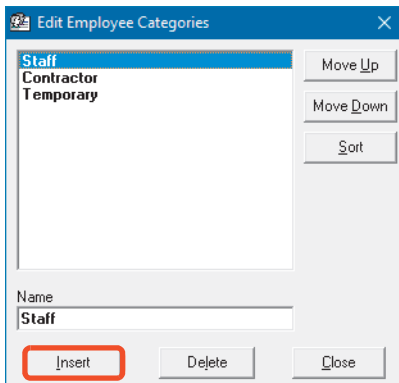 Edit Employee Categories
Staff
Contractor
Temporary
Move Up
Move Down
Sort
Name
Staff
Insert
Delete
Close